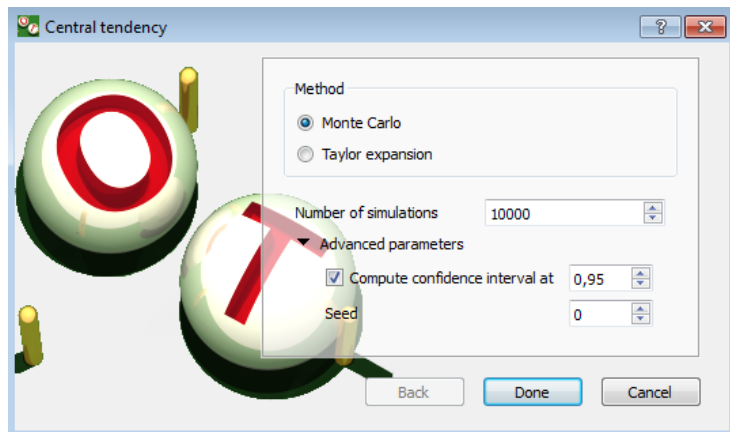 Central tendency
Method
Monte Carlo
Taylor expansion
Number of simulations 10000
Advanced parameters
Compute confidence interval at 0,95
Seed 0
Back Done Cancel
O
T